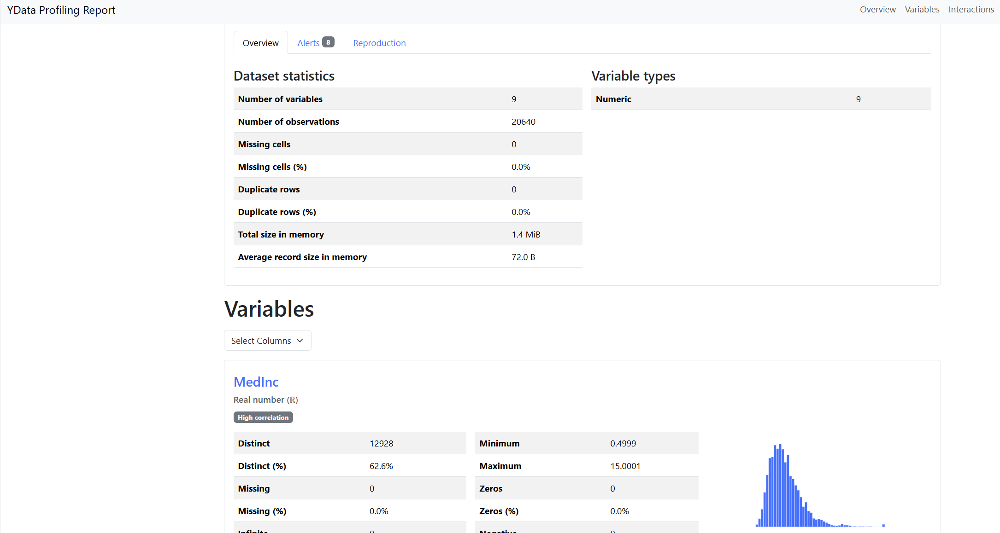 YData Profiling Report
Overview Variables Interactions
Overview Alerts 8 Reproduction
Dataset statistics
Number of variables 9
Number of observations 20640
Missing cells 0
Missing cells (%) 0.0%
Duplicate rows 0
Duplicate rows (%) 0.0%
Total size in memory 1.4 MiB
Average record size in memory 72.0 B
Variable types
Numeric 9
Variables
Select Columns
MedInc
Real number (ℝ)
High correlation
Distinct 12928
Distinct (%) 62.6%
Missing 0
Missing (%) 0.0%
Infinite 0
Minimum 0.4999
Maximum 15.0001
Zeros 0
Zeros (%) 0.0%
Negative 0